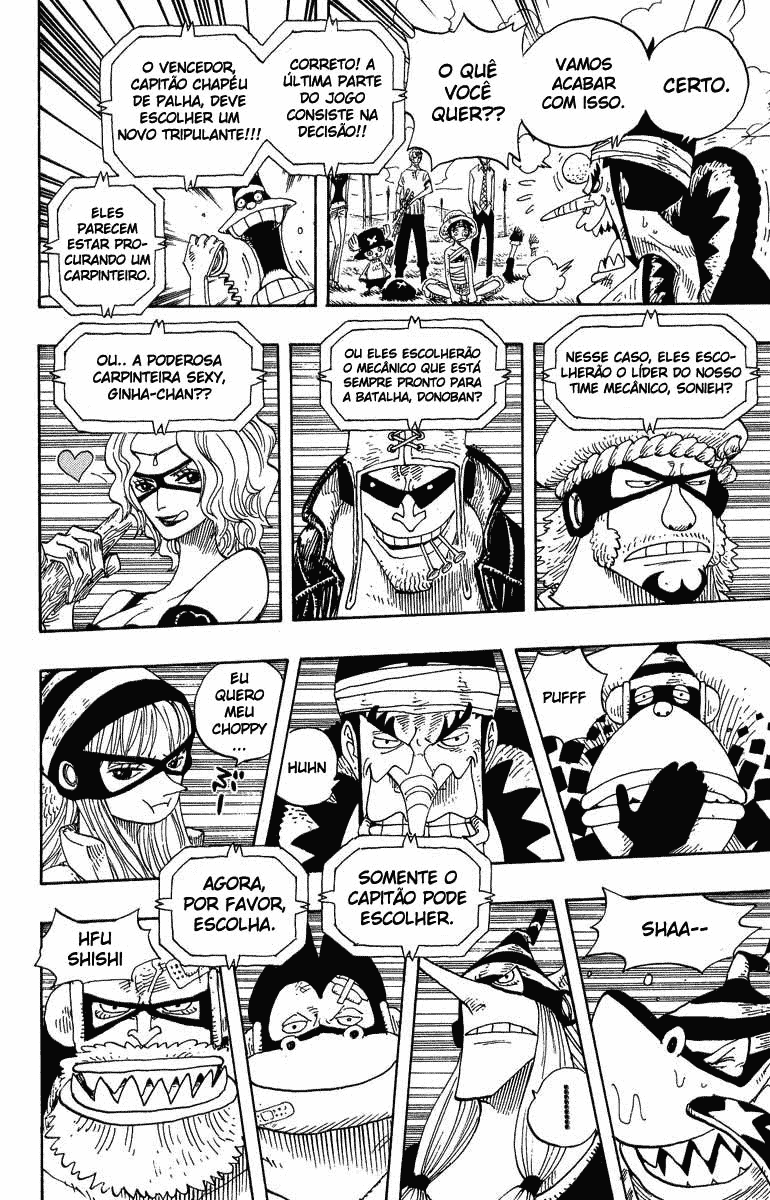 CERTO.
VAMOS
ACABAR
COM ISSO.
O QUÊ
VOCÊ
QUER??
CORRETO! A
ÚLTIMA PARTE
DO JOGO
CONSISTE NA
DECISÃO!!
O VENCEDOR,
CAPITÃO CHAPÉU
DE PALHA, DEVE
ESCOLHER UM
NOVO TRIPULANTE!!!
ELES
PARECEM
ESTAR PRO-
CURANDO UM
CARPINTEIRO.
NESSE CASO, ELES ESCO-
LHERÃO O LÍDER DO NOSSO
TIME MECÂNICO, SONIEH?
OU ELES ESCOLHERÃO
O MECÂNICO QUE ESTÁ
SEMPRE PRONTO PARA
A BATALHA, DONOBAN?
OU.. A PODEROSA
CARPINTEIRA SEXY,
GINHA-CHAN??
PUFFF
HUHN
EU
QUERO
MEU
CHOPPY
...
SOMENTE O
CAPITÃO PODE
ESCOLHER.
AGORA,
POR FAVOR,
ESCOLHA.
SHAA--
HFU
SHISHI